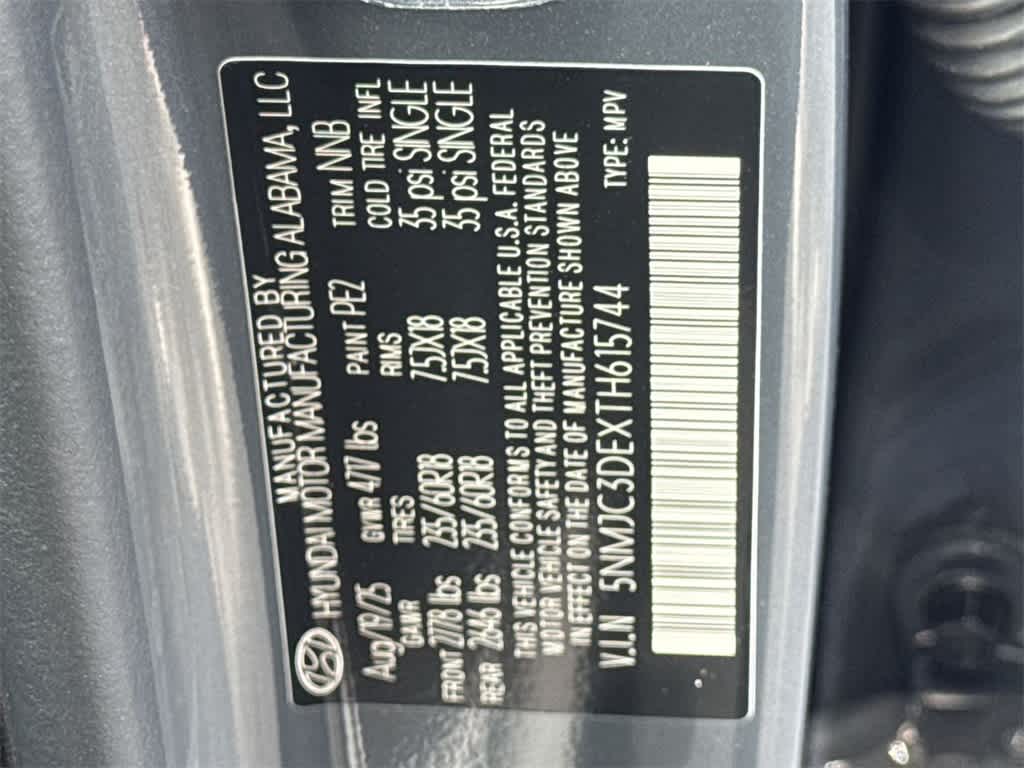 MANUFACTURED BY
HYUNDAI MOTOR MANUFACTURING ALABAMA, LLC
Aug/19/25 GVWR 4717 lbs PAINT PE2 TRIM NNB
GAWR TIRES RIMS COLD TIRE INFL
FRONT 2778 lbs 235/60R18 7.5JX18 35 psi SINGLE
REAR 2646 lbs 235/60R18 7.5JX18 35 psi SINGLE
THIS VEHICLE CONFORMS TO ALL APPLICABLE U.S.A. FEDERAL
MOTOR VEHICLE SAFETY AND THEFT PREVENTION STANDARDS
IN EFFECT ON THE DATE OF MANUFACTURE SHOWN ABOVE
V.I.N 5NMJC3DEXTH615744 TYPE: MPV